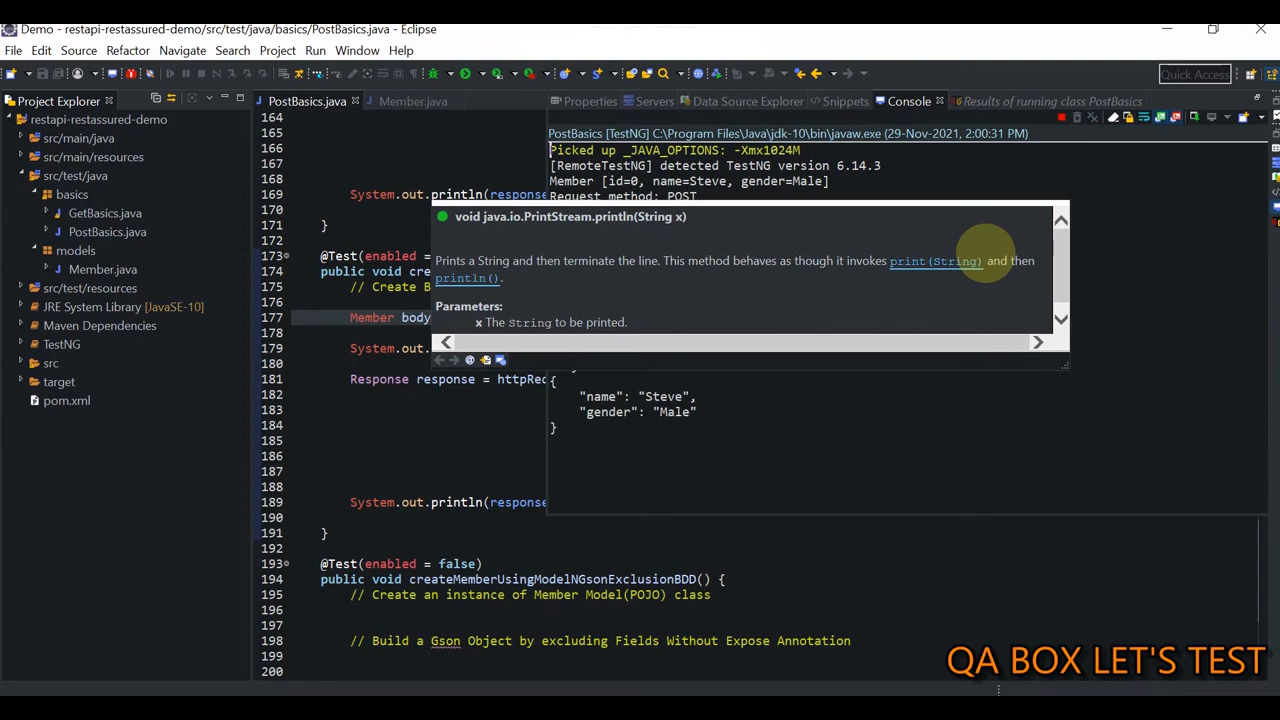 Demo - restapi-restassured-demo/src/test/java/basics/PostBasics.java - Eclipse
File Edit Source Refactor Navigate Search Project Run Window Help
Quick Access
Project Explorer
restapi-restassured-demo
src/main/java
src/main/resources
src/test/java
basics
GetBasics.java
PostBasics.java
models
Member.java
src/test/resources
JRE System Library [JavaSE-10]
Maven Dependencies
TestNG
src
target
pom.xml
PostBasics.java Member.java
164
165
166
167
168
169 System.out.println(response
170
171 }
172
173 @Test(enabled =
174 public void cre
175 // Create B
176
177 Member body
178
179 System.out.
180
181 Response response = httpReq
182
183
184
185
186
187
188
189 System.out.println(response
190
191 }
192
193 @Test(enabled = false)
194 public void createMemberUsingModelNGsonExclusionBDD() {
195 // Create an instance of Member Model(POJO) class
196
197
198 // Build a Gson Object by excluding Fields Without Expose Annotation
199
200
Properties Servers Data Source Explorer Snippets Console Results of running class PostBasics
PostBasics [TestNG] C:\Program Files\Java\jdk-10\bin\javaw.exe (29-Nov-2021, 2:00:31 PM)
Picked up _JAVA_OPTIONS: -Xmx1024M
[RemoteTestNG] detected TestNG version 6.14.3
Member [id=0, name=Steve, gender=Male]
Request method: POST
void java.io.PrintStream.println(String x)
Prints a String and then terminate the line. This method behaves as though it invokes print(String) and then
println().
Parameters:
x The String to be printed.
{
"name": "Steve",
"gender": "Male"
}
QA BOX LET'S TEST